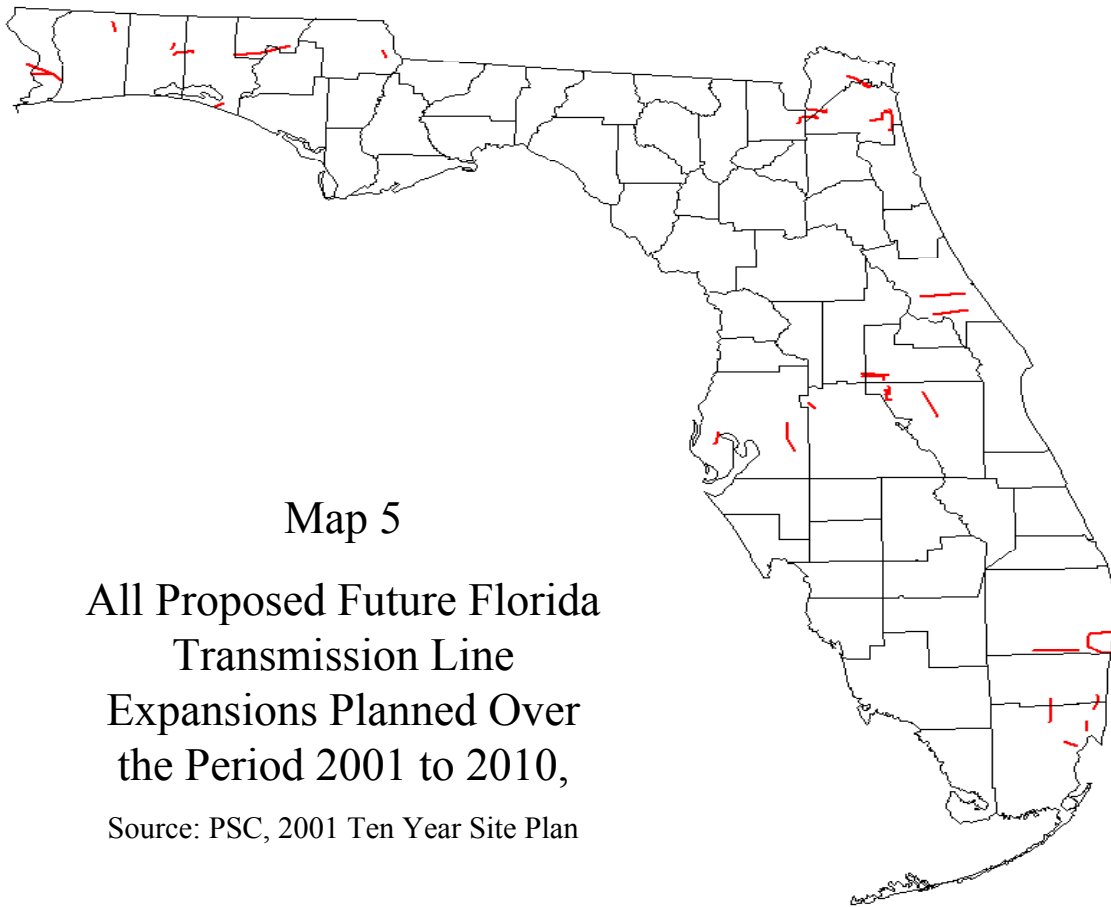 Map 5
All Proposed Future Florida
Transmission Line
Expansions Planned Over
the Period 2001 to 2010,
Source: PSC, 2001 Ten Year Site Plan